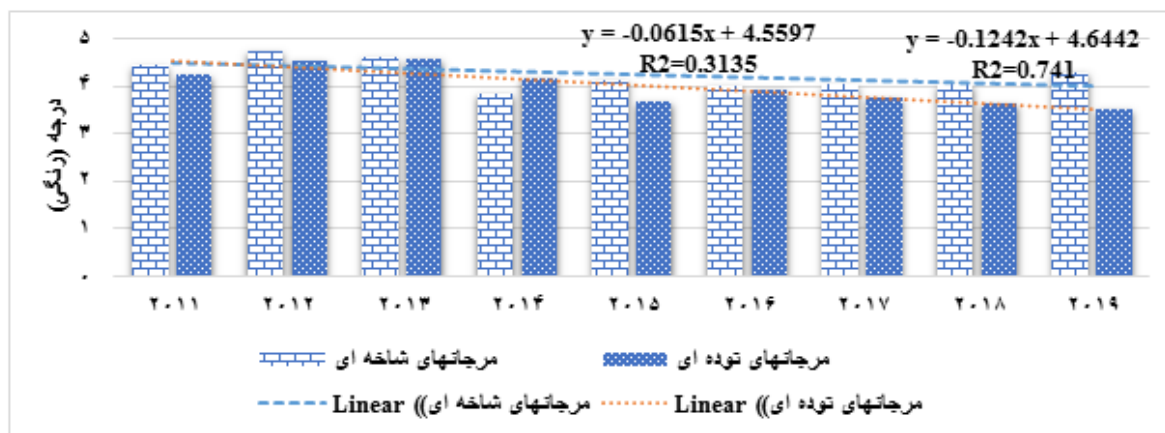 y = -0.0615x + 4.5597
R2=0.3135
y = -0.1242x + 4.6442
R2=0.741
درجه (رنگی)
۵
۴
۳
۲
۱
۰
۲۰۱۱ ۲۰۱۲ ۲۰۱۳ ۲۰۱۴ ۲۰۱۵ ۲۰۱۶ ۲۰۱۷ ۲۰۱۸ ۲۰۱۹
مرجانهای شاخه ای
مرجانهای توده ای
Linear ((مرجانهای شاخه ای
Linear ((مرجانهای توده ای